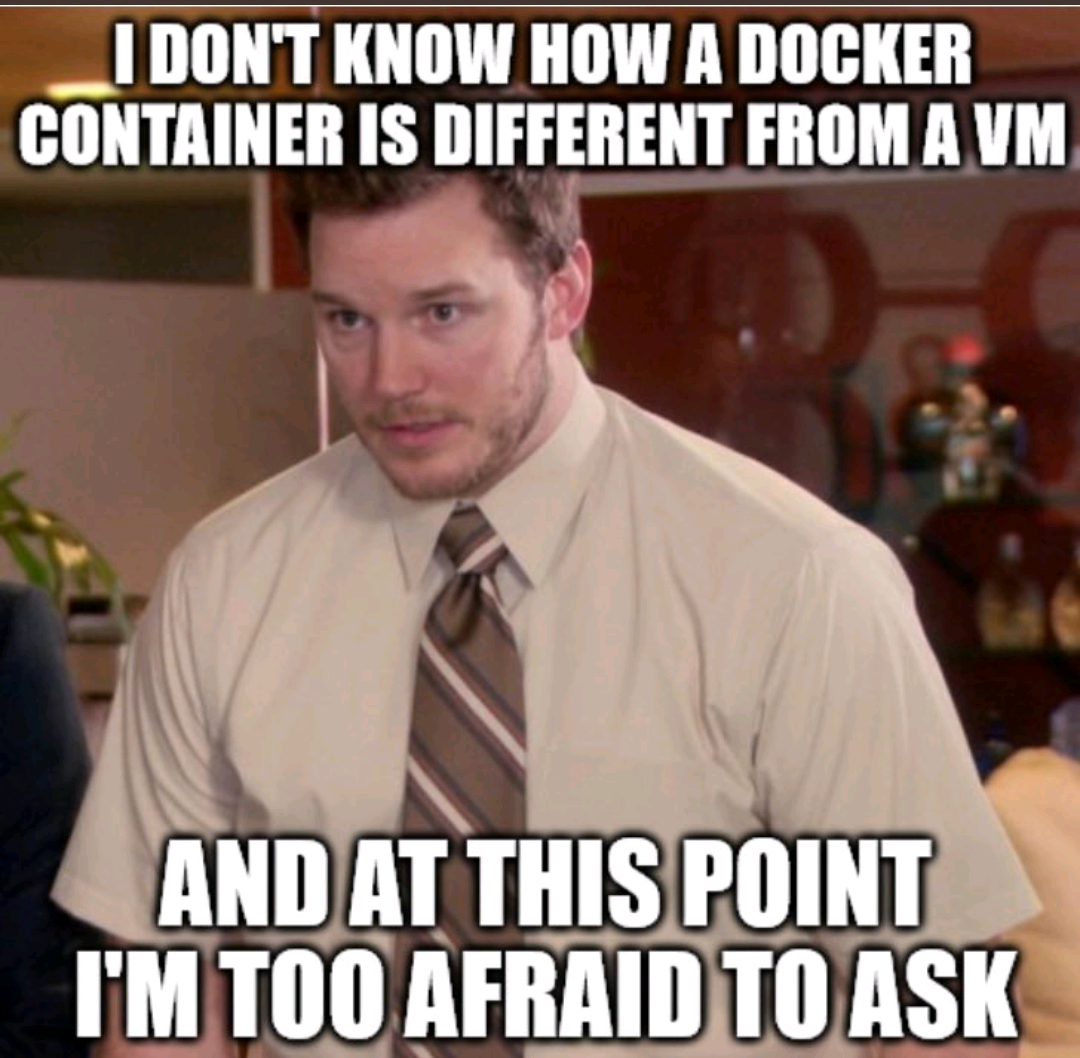 I DON'T KNOW HOW A DOCKER
CONTAINER IS DIFFERENT FROM A VM
AND AT THIS POINT
I'M TOO AFRAID TO ASK